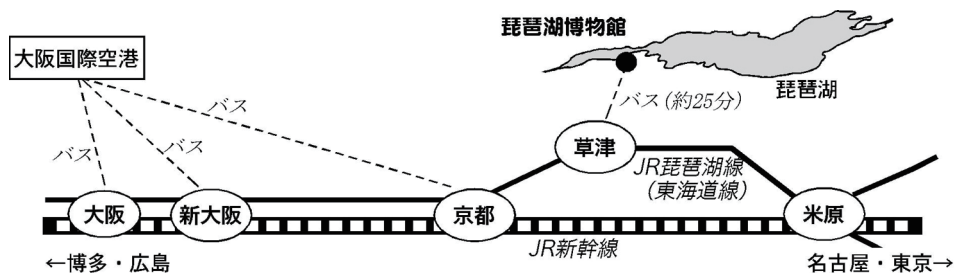 琵琶湖博物館
大阪国際空港
バス
琵琶湖
バス(約25分)
バス
バス
草津
JR琵琶湖線
(東海道線)
大阪
新大阪
京都
米原
JR新幹線
←博多・広島
名古屋・東京→